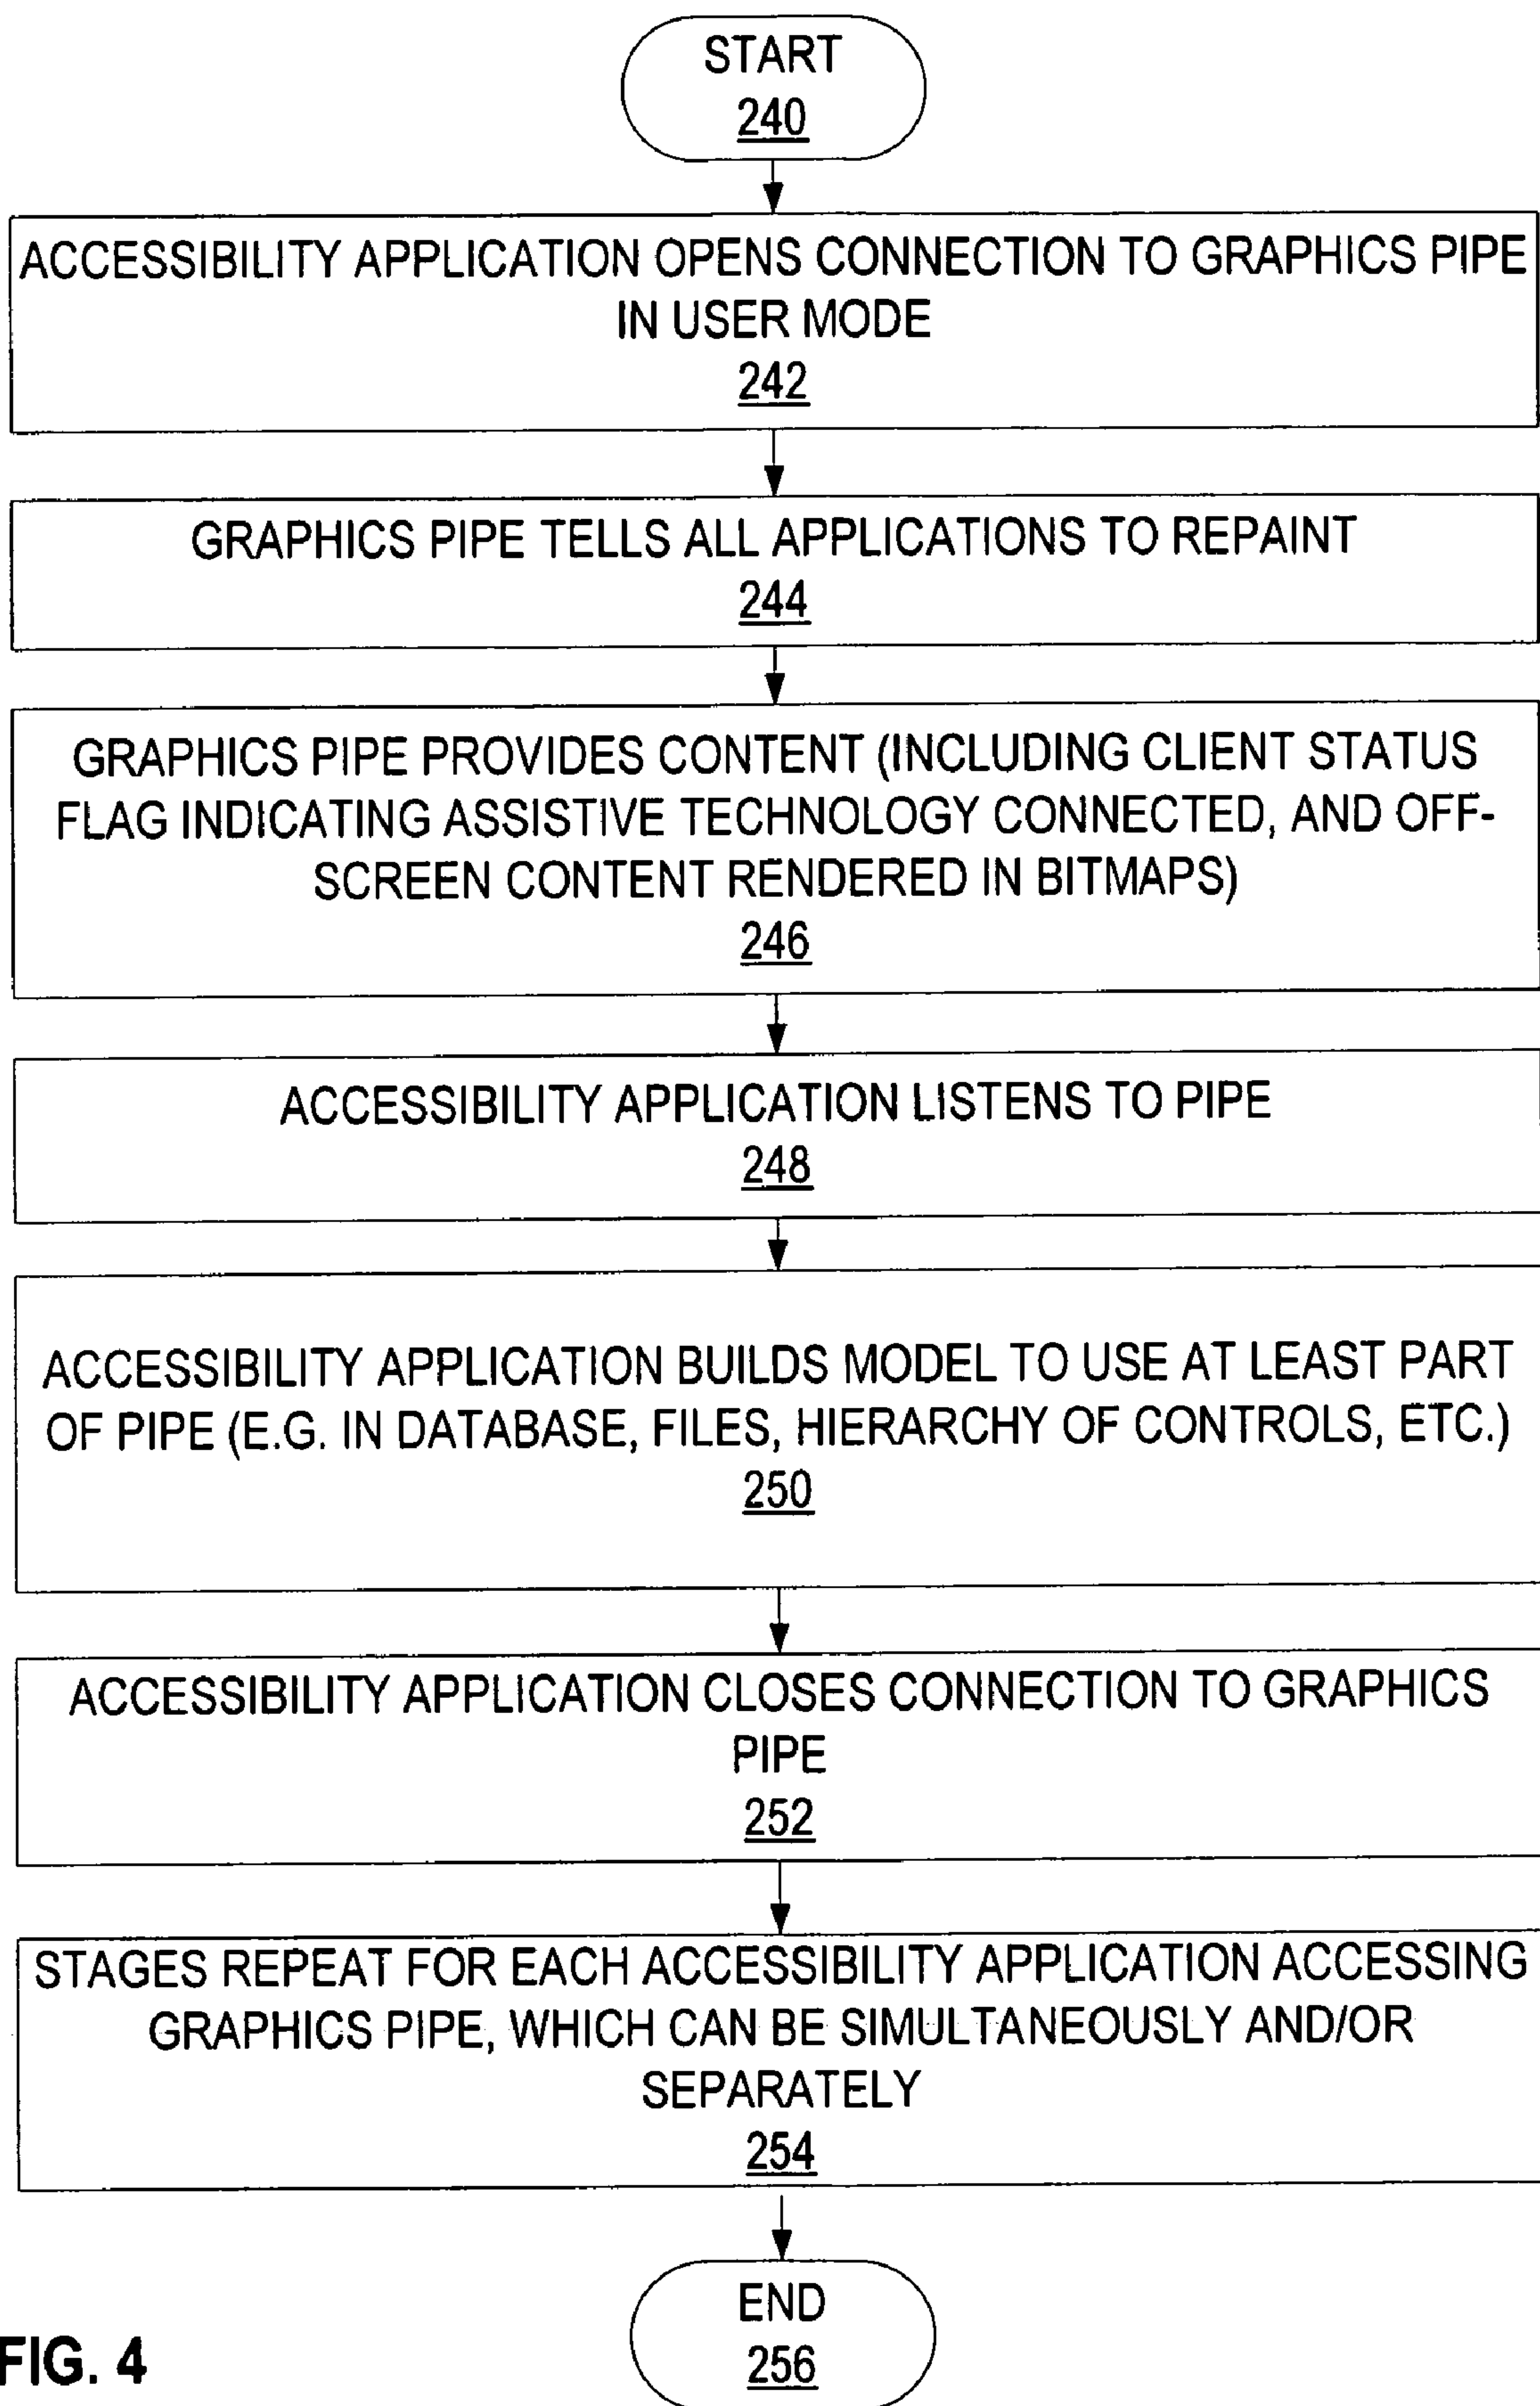 START
240
ACCESSIBILITY APPLICATION OPENS CONNECTION TO GRAPHICS PIPE
IN USER MODE
242
GRAPHICS PIPE TELLS ALL APPLICATIONS TO REPAINT
244
GRAPHICS PIPE PROVIDES CONTENT (INCLUDING CLIENT STATUS
FLAG INDICATING ASSISTIVE TECHNOLOGY CONNECTED, AND OFF-
SCREEN CONTENT RENDERED IN BITMAPS)
246
ACCESSIBILITY APPLICATION LISTENS TO PIPE
248
ACCESSIBILITY APPLICATION BUILDS MODEL TO USE AT LEAST PART
OF PIPE (E.G. IN DATABASE, FILES, HIERARCHY OF CONTROLS, ETC.)
250
ACCESSIBILITY APPLICATION CLOSES CONNECTION TO GRAPHICS
PIPE
252
STAGES REPEAT FOR EACH ACCESSIBILITY APPLICATION ACCESSING
GRAPHICS PIPE, WHICH CAN BE SIMULTANEOUSLY AND/OR
SEPARATELY
254
END
256
FIG. 4